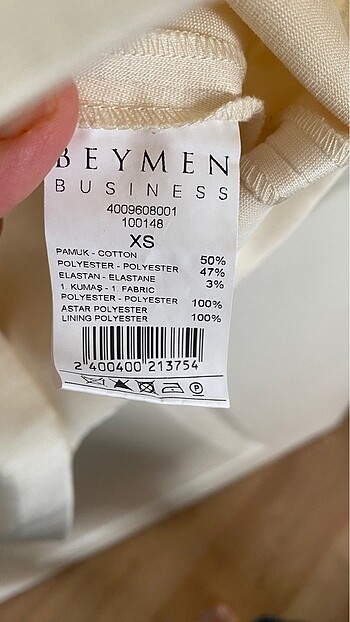 BEYMEN
BUSINESS
4009608001
100148
XS
PAMUK - COTTON 50%
POLYESTER - POLYESTER 47%
ELASTAN - ELASTANE 3%
1. KUMAŞ - 1. FABRIC
POLYESTER - POLYESTER 100%
ASTAR POLYESTER
LINING POLYESTER 100%
2 400400 213754
P